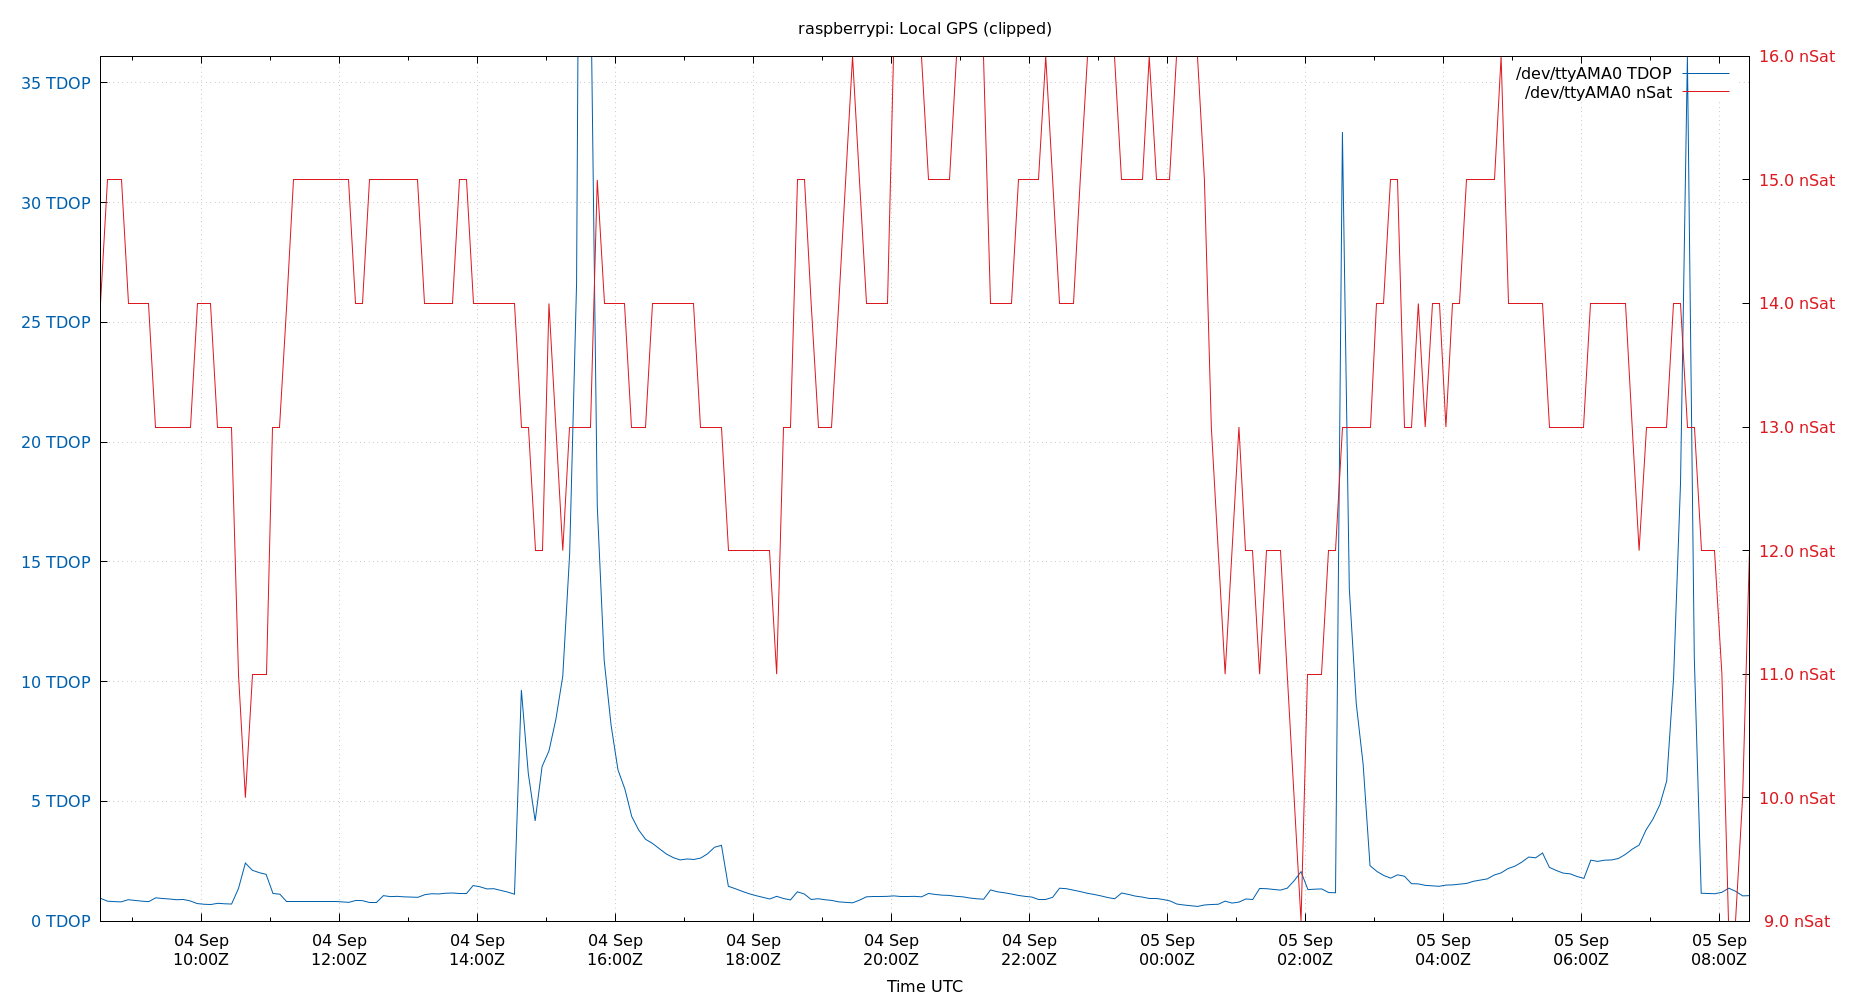 raspberrypi: Local GPS (clipped)
35 TDOP
30 TDOP
25 TDOP
20 TDOP
15 TDOP
10 TDOP
5 TDOP
0 TDOP
16.0 nSat
15.0 nSat
14.0 nSat
13.0 nSat
12.0 nSat
11.0 nSat
10.0 nSat
9.0 nSat
/dev/ttyAMA0 TDOP
/dev/ttyAMA0 nSat
04 Sep
10:00Z
04 Sep
12:00Z
04 Sep
14:00Z
04 Sep
16:00Z
04 Sep
18:00Z
04 Sep
20:00Z
04 Sep
22:00Z
05 Sep
00:00Z
05 Sep
02:00Z
05 Sep
04:00Z
05 Sep
06:00Z
05 Sep
08:00Z
Time UTC